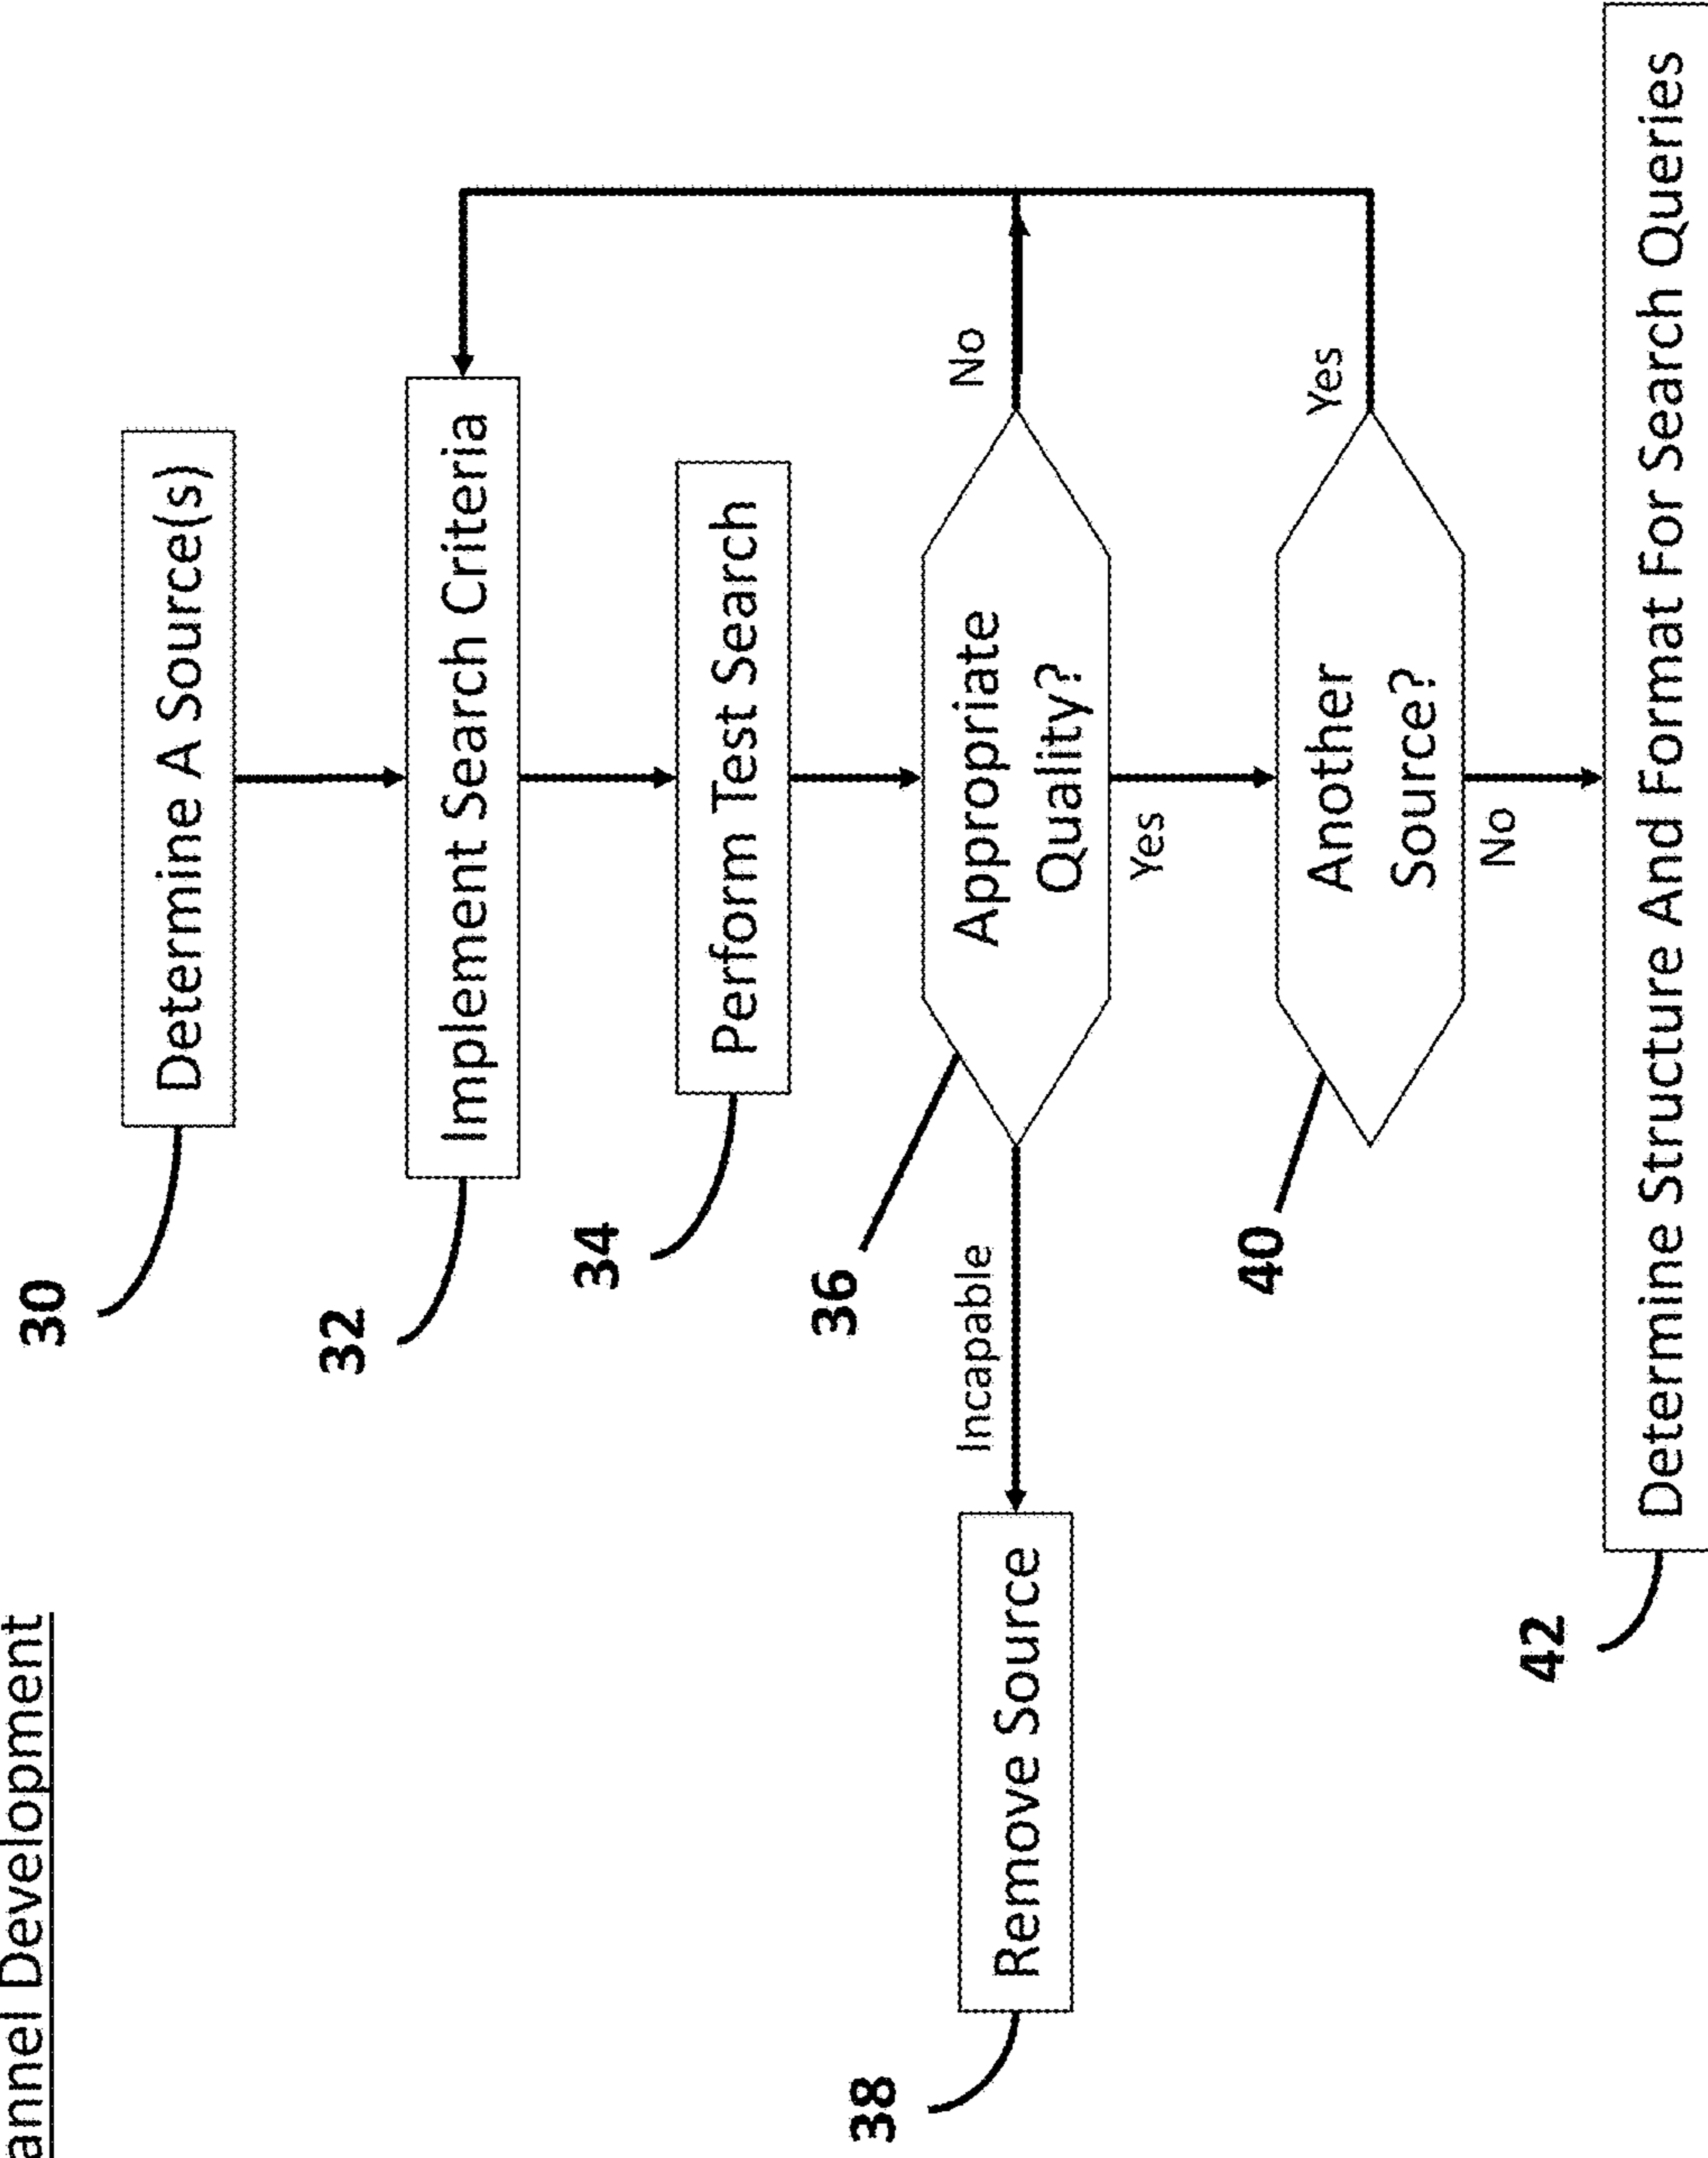 annel Development
30
Determine A Source(s)
32
Implement Search Criteria
34
Perform Test Search
36
Appropriate
Quality?
No
Incapable
38
Remove Source
Yes
40
Another
Source?
Yes
No
42
Determine Structure And Format For Search Queries